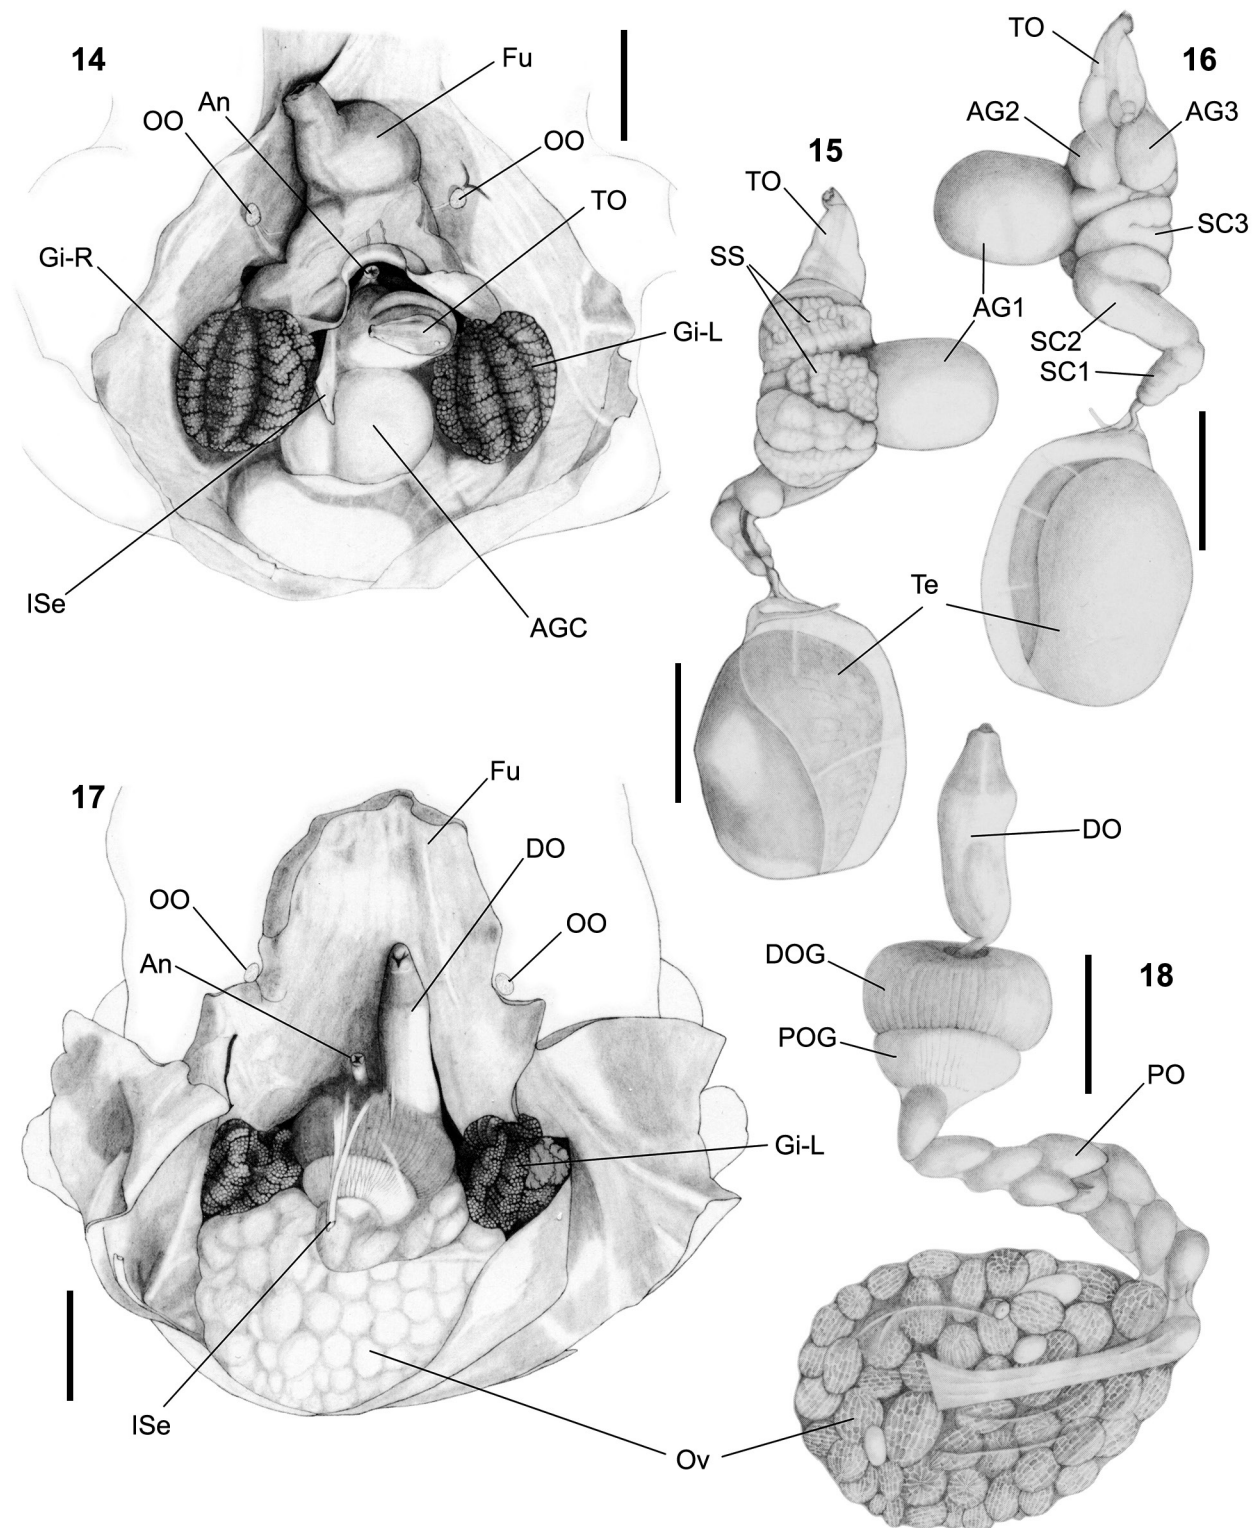 14
Fu
An
OO
OO
TO
Gi-R
Gi-L
ISe
AGC
15
TO
SS
AG1
Te
16
TO
AG2
AG3
SC3
SC2
SC1
17
Fu
DO
OO
OO
An
Gi-L
ISe
Ov
18
DO
DOG
POG
PO